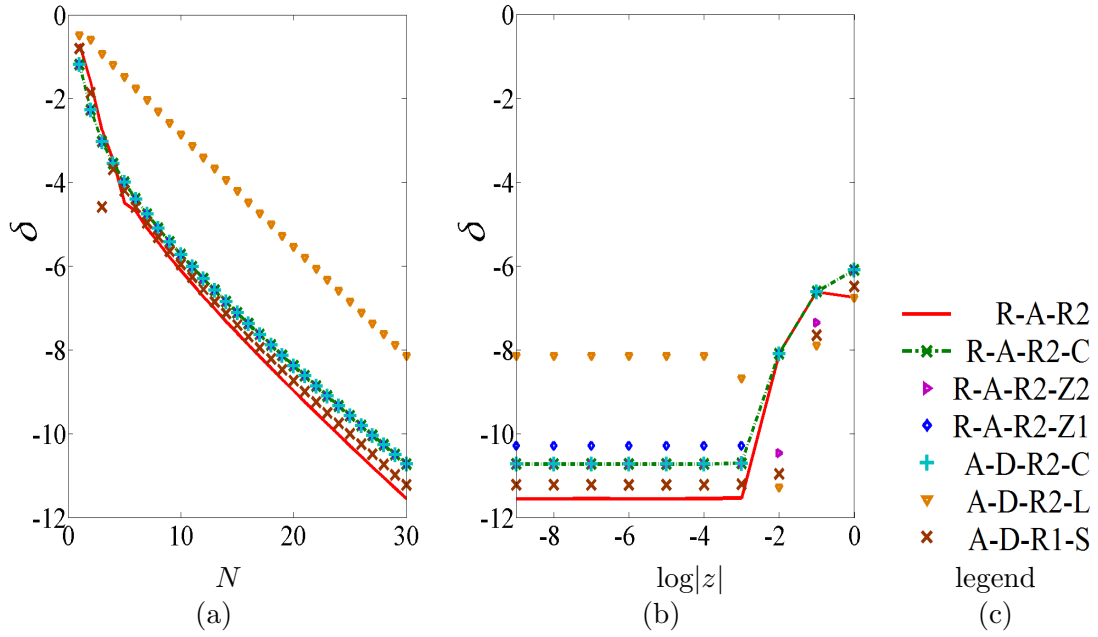 0
-2
-4
-6
-8
-10
-12
δ
0 10 20 30
N
(a)
0
-2
-4
-6
-8
-10
-12
δ
-8 -6 -4 -2 0
log|z|
(b)
R-A-R2
R-A-R2-C
R-A-R2-Z2
R-A-R2-Z1
A-D-R2-C
A-D-R2-L
A-D-R1-S
legend
(c)